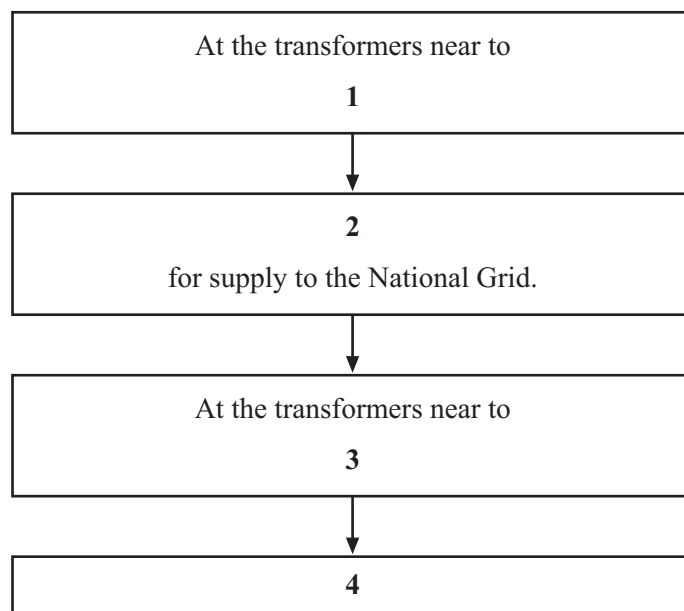 At the transformers near to
1
2
for supply to the National Grid.
At the transformers near to
3
4